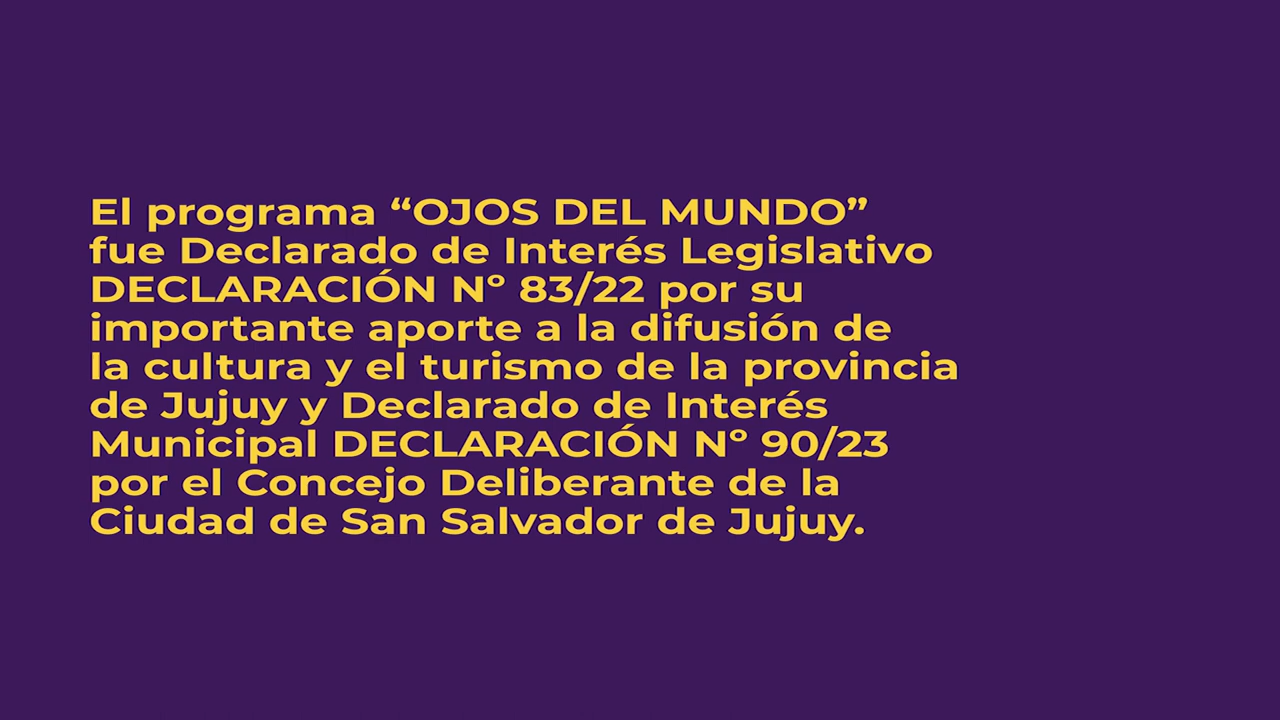 El programa “OJOS DEL MUNDO”
fue Declarado de Interés Legislativo
DECLARACIÓN Nº 83/22 por su
importante aporte a la difusión de
la cultura y el turismo de la provincia
de Jujuy y Declarado de Interés
Municipal DECLARACIÓN Nº 90/23
por el Concejo Deliberante de la
Ciudad de San Salvador de Jujuy.